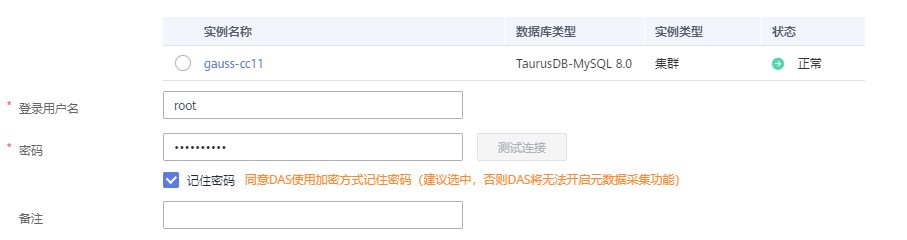 实例名称 数据库类型 实例类型 状态
gauss-cc11 TaurusDB-MySQL 8.0 集群 正常
* 登录用户名 root
* 密码 •••••••••• 测试连接
记住密码 同意DAS使用加密方式记住密码（建议选中，否则DAS将无法开启元数据采集功能）
备注